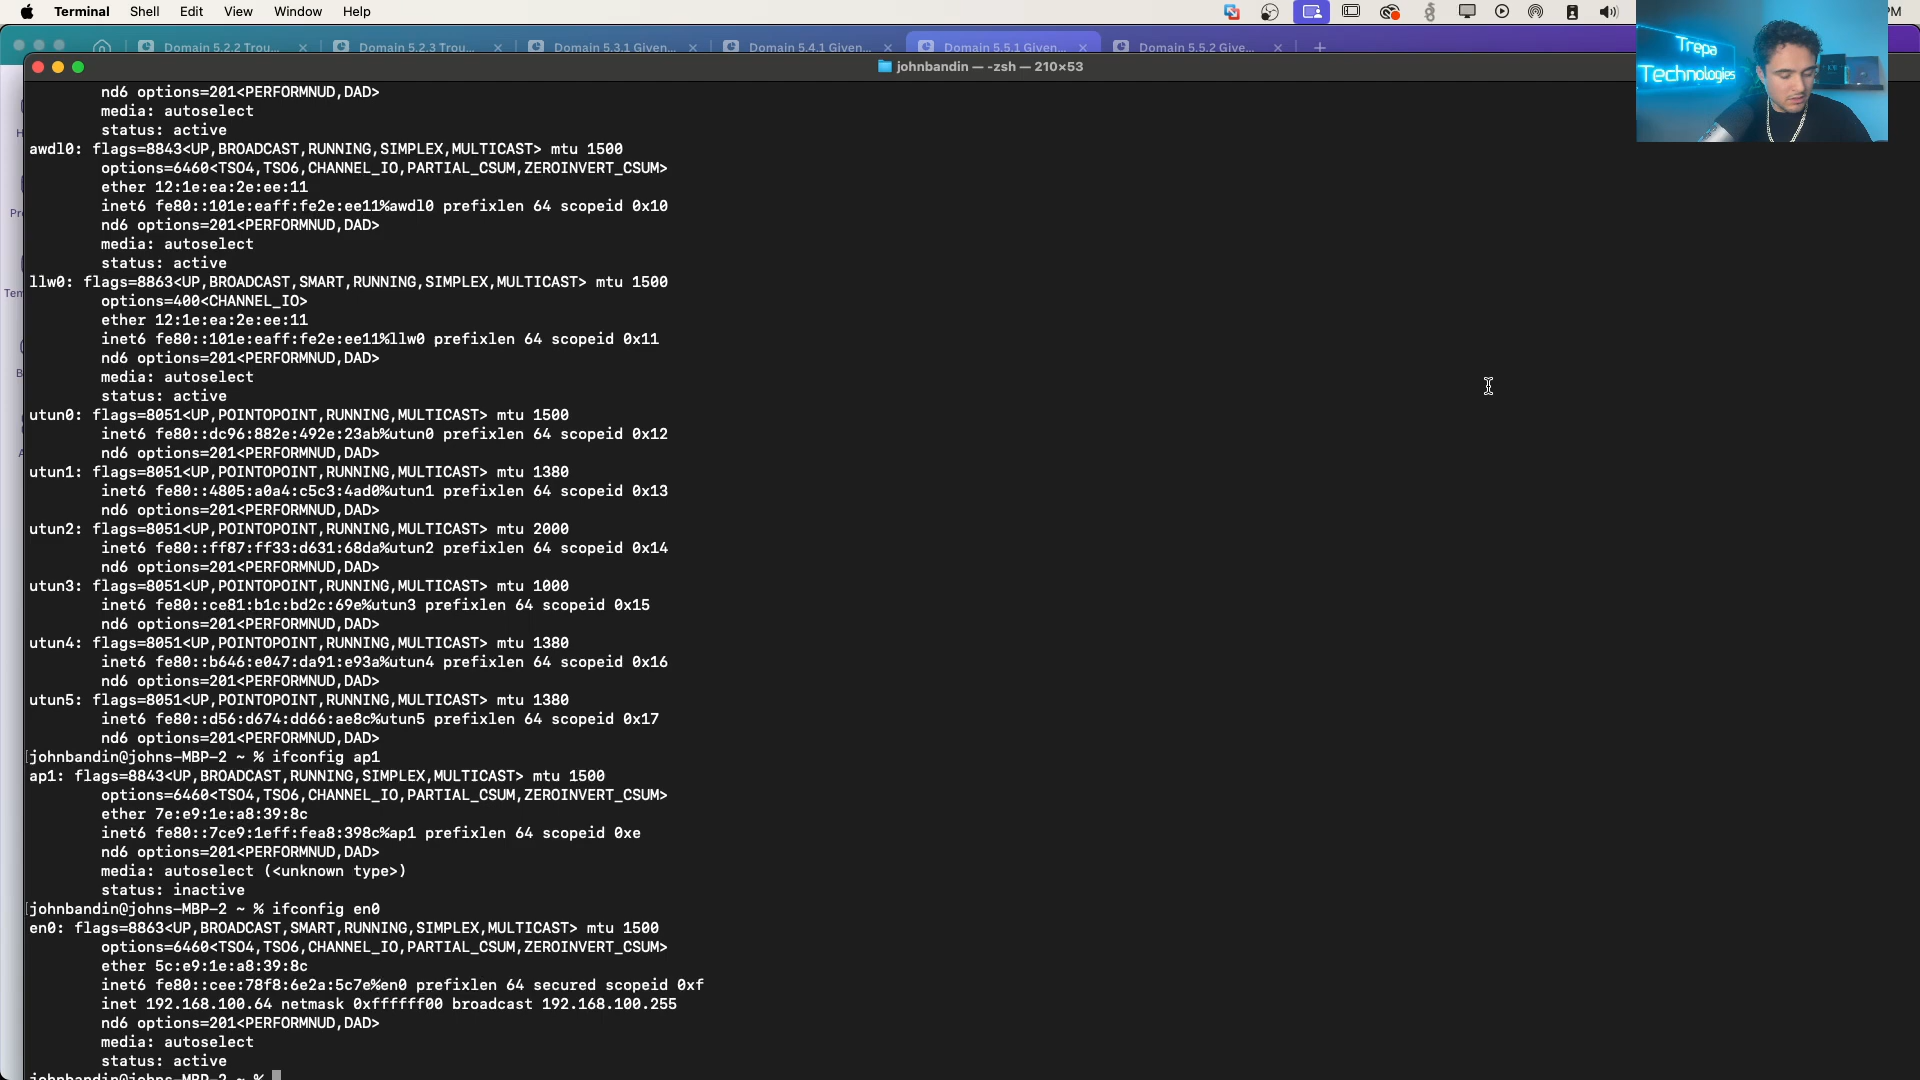 Terminal Shell Edit View Window Help
PM
Domain 5.2.2 Trou... Domain 5.2.3 Trou... Domain 5.3.1 Given... Domain 5.4.1 Given... Domain 5.5.1 Given... Domain 5.5.2 Give...
johnbandin — -zsh — 210×53
Trepa
Technologies
nd6 options=201<PERFORMNUD,DAD>
media: autoselect
status: active
awdl0: flags=8843<UP,BROADCAST,RUNNING,SIMPLEX,MULTICAST> mtu 1500
options=6460<TSO4,TSO6,CHANNEL_IO,PARTIAL_CSUM,ZEROINVERT_CSUM>
ether 12:1e:ea:2e:ee:11
inet6 fe80::101e:eaff:fe2e:ee11%awdl0 prefixlen 64 scopeid 0x10
nd6 options=201<PERFORMNUD,DAD>
media: autoselect
status: active
llw0: flags=8863<UP,BROADCAST,SMART,RUNNING,SIMPLEX,MULTICAST> mtu 1500
options=400<CHANNEL_IO>
ether 12:1e:ea:2e:ee:11
inet6 fe80::101e:eaff:fe2e:ee11%llw0 prefixlen 64 scopeid 0x11
nd6 options=201<PERFORMNUD,DAD>
media: autoselect
status: active
utun0: flags=8051<UP,POINTOPOINT,RUNNING,MULTICAST> mtu 1500
inet6 fe80::dc96:882e:492e:23ab%utun0 prefixlen 64 scopeid 0x12
nd6 options=201<PERFORMNUD,DAD>
utun1: flags=8051<UP,POINTOPOINT,RUNNING,MULTICAST> mtu 1380
inet6 fe80::4805:a0a4:c5c3:4ad0%utun1 prefixlen 64 scopeid 0x13
nd6 options=201<PERFORMNUD,DAD>
utun2: flags=8051<UP,POINTOPOINT,RUNNING,MULTICAST> mtu 2000
inet6 fe80::ff87:ff33:d631:68da%utun2 prefixlen 64 scopeid 0x14
nd6 options=201<PERFORMNUD,DAD>
utun3: flags=8051<UP,POINTOPOINT,RUNNING,MULTICAST> mtu 1000
inet6 fe80::ce81:b1c:bd2c:69e%utun3 prefixlen 64 scopeid 0x15
nd6 options=201<PERFORMNUD,DAD>
utun4: flags=8051<UP,POINTOPOINT,RUNNING,MULTICAST> mtu 1380
inet6 fe80::b646:e047:da91:e93a%utun4 prefixlen 64 scopeid 0x16
nd6 options=201<PERFORMNUD,DAD>
utun5: flags=8051<UP,POINTOPOINT,RUNNING,MULTICAST> mtu 1380
inet6 fe80::d56:d674:dd66:ae8c%utun5 prefixlen 64 scopeid 0x17
nd6 options=201<PERFORMNUD,DAD>
[johnbandin@johns-MBP-2 ~ % ifconfig ap1
ap1: flags=8843<UP,BROADCAST,RUNNING,SIMPLEX,MULTICAST> mtu 1500
options=6460<TSO4,TSO6,CHANNEL_IO,PARTIAL_CSUM,ZEROINVERT_CSUM>
ether 7e:e9:1e:a8:39:8c
inet6 fe80::7ce9:1eff:fea8:398c%ap1 prefixlen 64 scopeid 0xe
nd6 options=201<PERFORMNUD,DAD>
media: autoselect (<unknown type>)
status: inactive
[johnbandin@johns-MBP-2 ~ % ifconfig en0
en0: flags=8863<UP,BROADCAST,SMART,RUNNING,SIMPLEX,MULTICAST> mtu 1500
options=6460<TSO4,TSO6,CHANNEL_IO,PARTIAL_CSUM,ZEROINVERT_CSUM>
ether 5c:e9:1e:a8:39:8c
inet6 fe80::cee:78f8:6e2a:5c7e%en0 prefixlen 64 secured scopeid 0xf
inet 192.168.100.64 netmask 0xffffff00 broadcast 192.168.100.255
nd6 options=201<PERFORMNUD,DAD>
media: autoselect
status: active
johnbandin@johns-MBP-2 ~ %